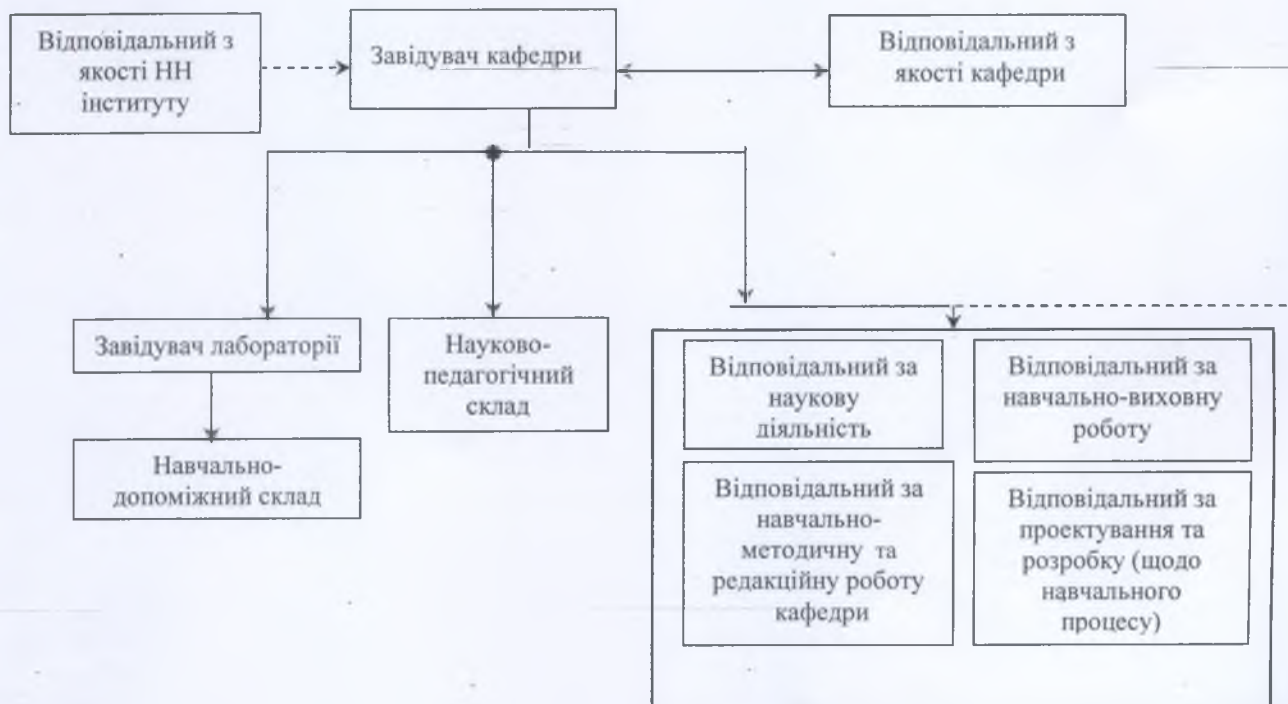 Відповідальний з
якості НН
інституту
Завідувач кафедри
Відповідальний з
якості кафедри
Завідувач лабораторії
Навчально-
допоміжний склад
Науково-
педагогічний
склад
Відповідальний за
наукову
діяльність
Відповідальний за
навчально-виховну
роботу
Відповідальний за
навчально-
методичну та
редакційну роботу
кафедри
Відповідальний за
проектування та
розробку (щодо
навчального
процесу)